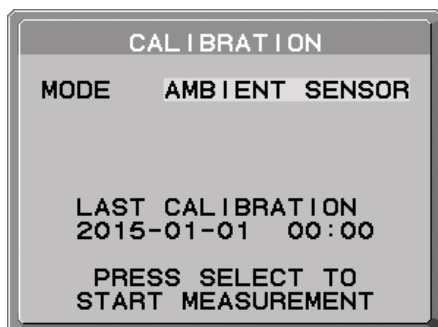 CALIBRATION
MODE AMBIENT SENSOR
LAST CALIBRATION
2015-01-01 00:00
PRESS SELECT TO
START MEASUREMENT